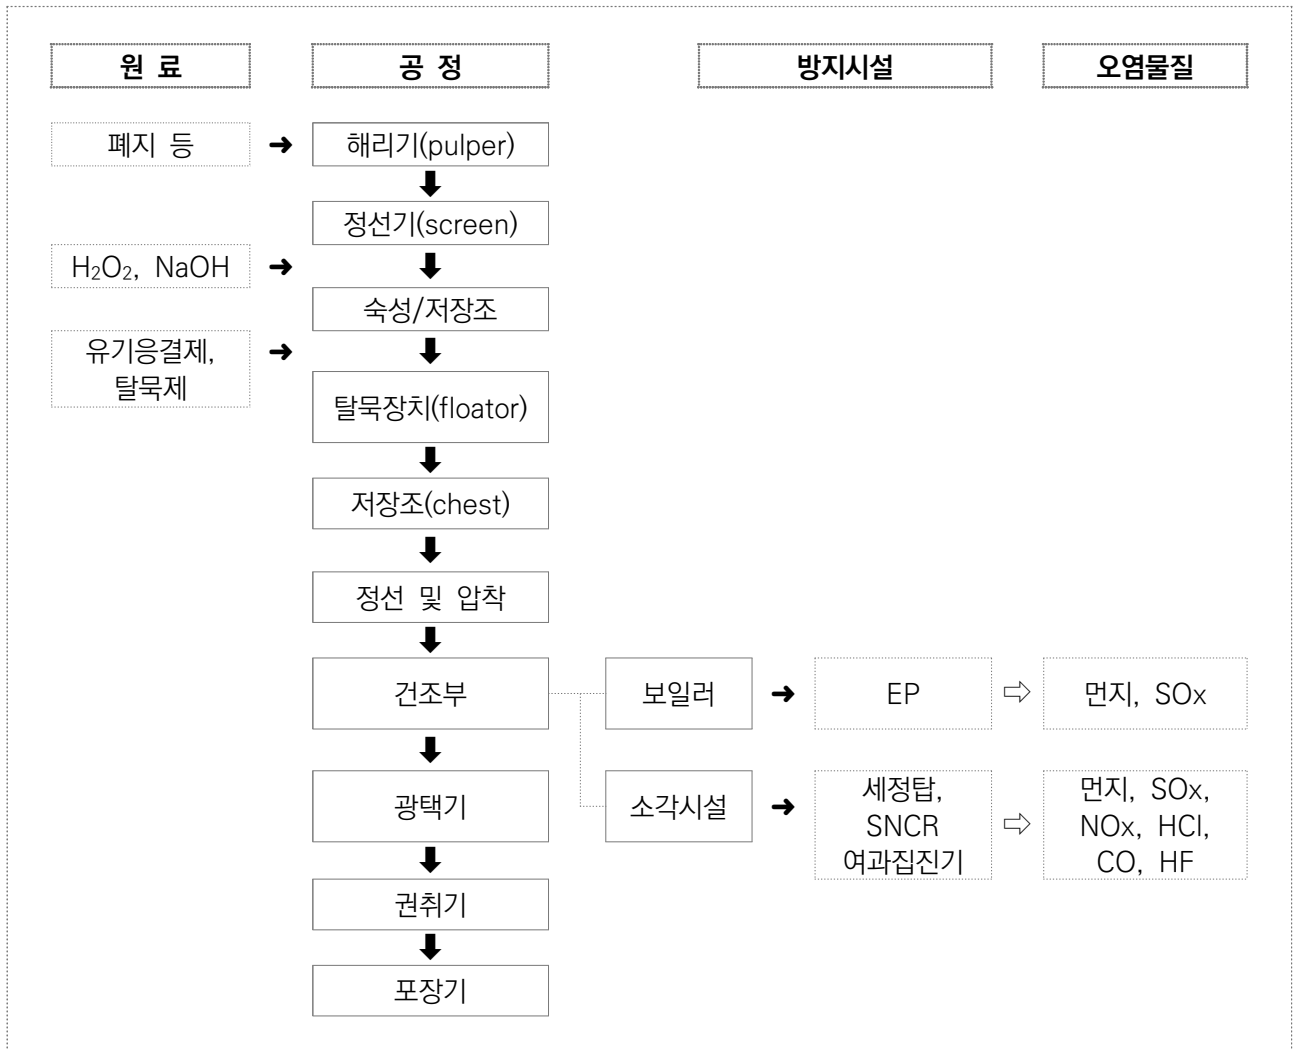 원 료
공 정
방지시설
오염물질
폐지 등
해리기(pulper)
정선기(screen)
H₂O₂, NaOH
숙성/저장조
유기응결제,
탈묵제
탈묵장치(floator)
저장조(chest)
정선 및 압착
건조부
보일러
EP
먼지, SOx
광택기
소각시설
세정탑,
SNCR
여과집진기
먼지, SOx,
NOx, HCl,
CO, HF
권취기
포장기